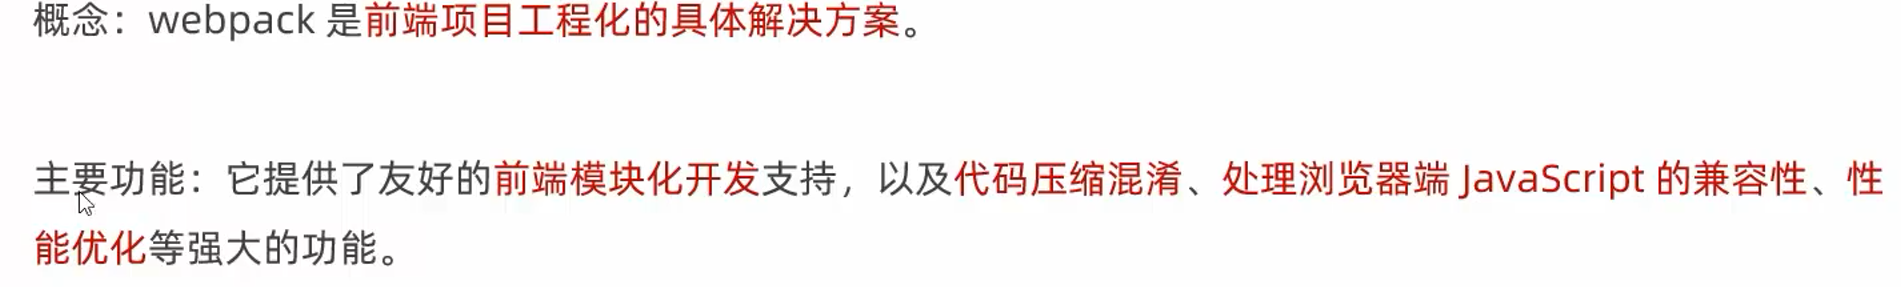 概念：webpack 是前端项目工程化的具体解决方案。
主要功能：它提供了友好的前端模块化开发支持，以及代码压缩混淆、处理浏览器端 JavaScript 的兼容性、性
能优化等强大的功能。